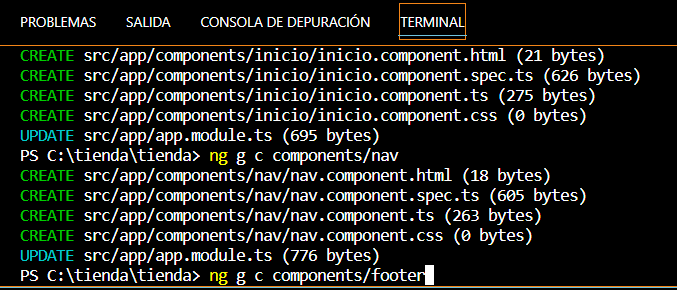 PROBLEMAS SALIDA CONSOLA DE DEPURACIÓN TERMINAL
CREATE src/app/components/inicio/inicio.component.html (21 bytes)
CREATE src/app/components/inicio/inicio.component.spec.ts (626 bytes)
CREATE src/app/components/inicio/inicio.component.ts (275 bytes)
CREATE src/app/components/inicio/inicio.component.css (0 bytes)
UPDATE src/app/app.module.ts (695 bytes)
PS C:\tienda\tienda> ng g c components/nav
CREATE src/app/components/nav/nav.component.html (18 bytes)
CREATE src/app/components/nav/nav.component.spec.ts (605 bytes)
CREATE src/app/components/nav/nav.component.ts (263 bytes)
CREATE src/app/components/nav/nav.component.css (0 bytes)
UPDATE src/app/app.module.ts (776 bytes)
PS C:\tienda\tienda> ng g c components/footer